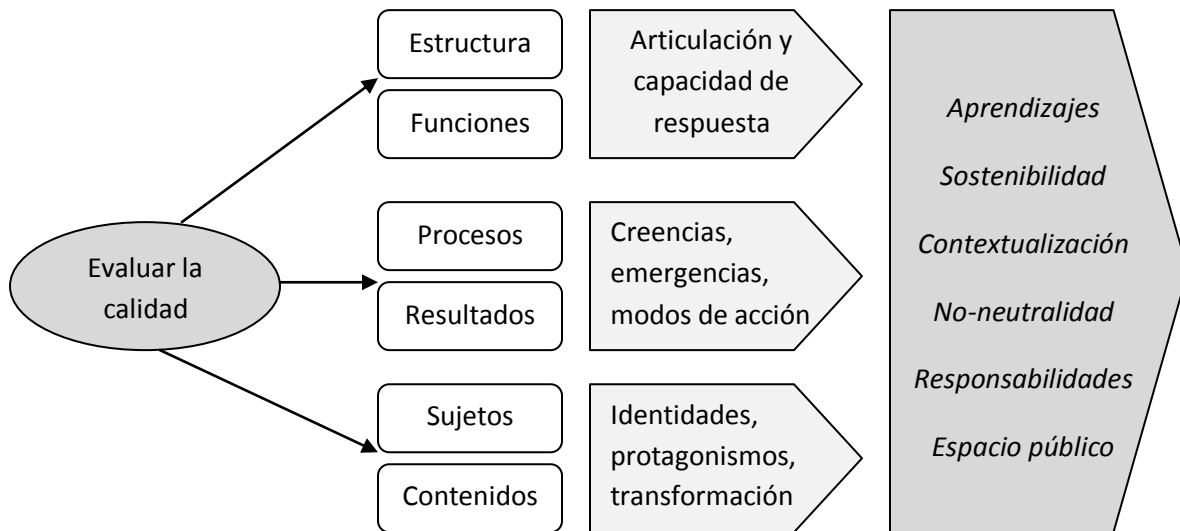 Evaluar la
calidad
Estructura
Funciones
Articulación y
capacidad de
respuesta
Procesos
Resultados
Creencias,
emergencias,
modos de acción
Sujetos
Contenidos
Identidades,
protagonismos,
transformación
Aprendizajes
Sostenibilidad
Contextualización
No-neutralidad
Responsabilidades
Espacio público